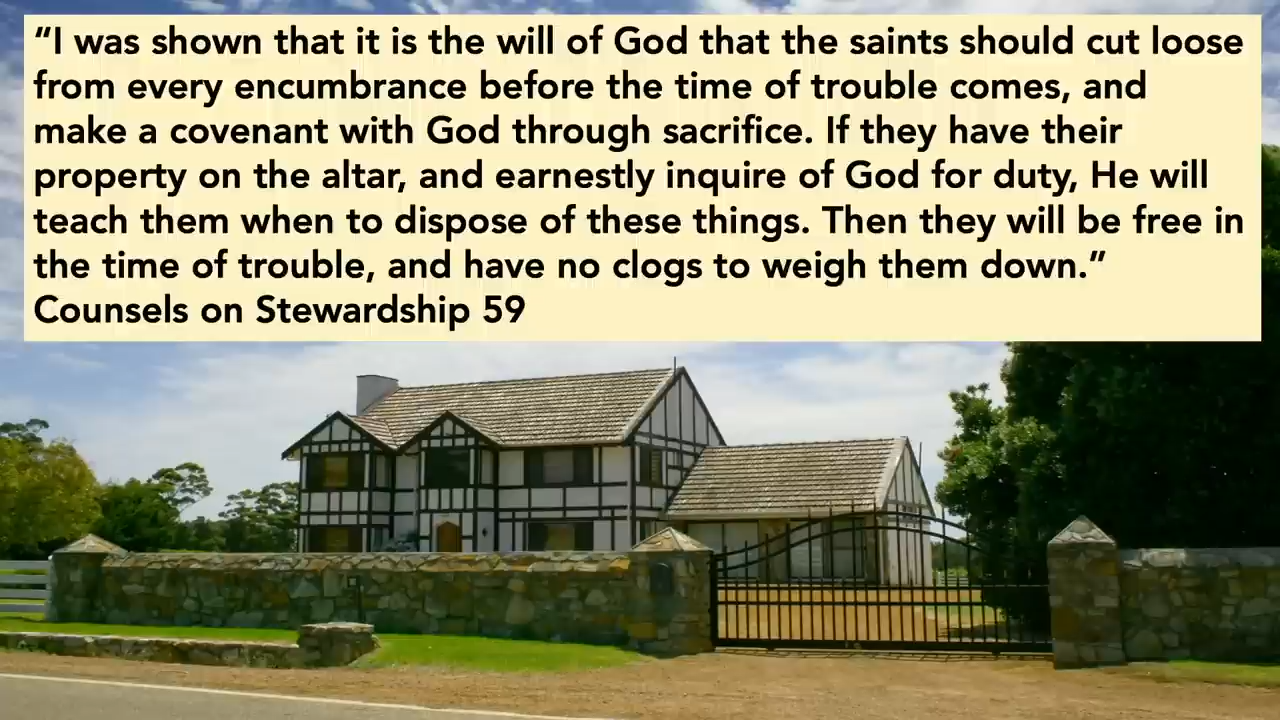 “I was shown that it is the will of God that the saints should cut loose
from every encumbrance before the time of trouble comes, and
make a covenant with God through sacrifice. If they have their
property on the altar, and earnestly inquire of God for duty, He will
teach them when to dispose of these things. Then they will be free in
the time of trouble, and have no clogs to weigh them down.”
Counsels on Stewardship 59